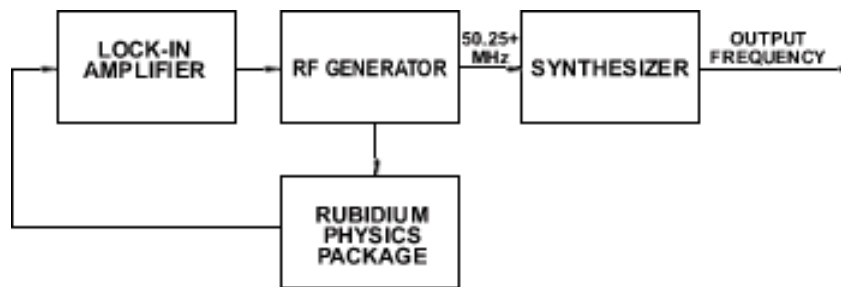 LOCK-IN
AMPLIFIER
RF GENERATOR
50.25+
MHz
SYNTHESIZER
OUTPUT
FREQUENCY
RUBIDIUM
PHYSICS
PACKAGE